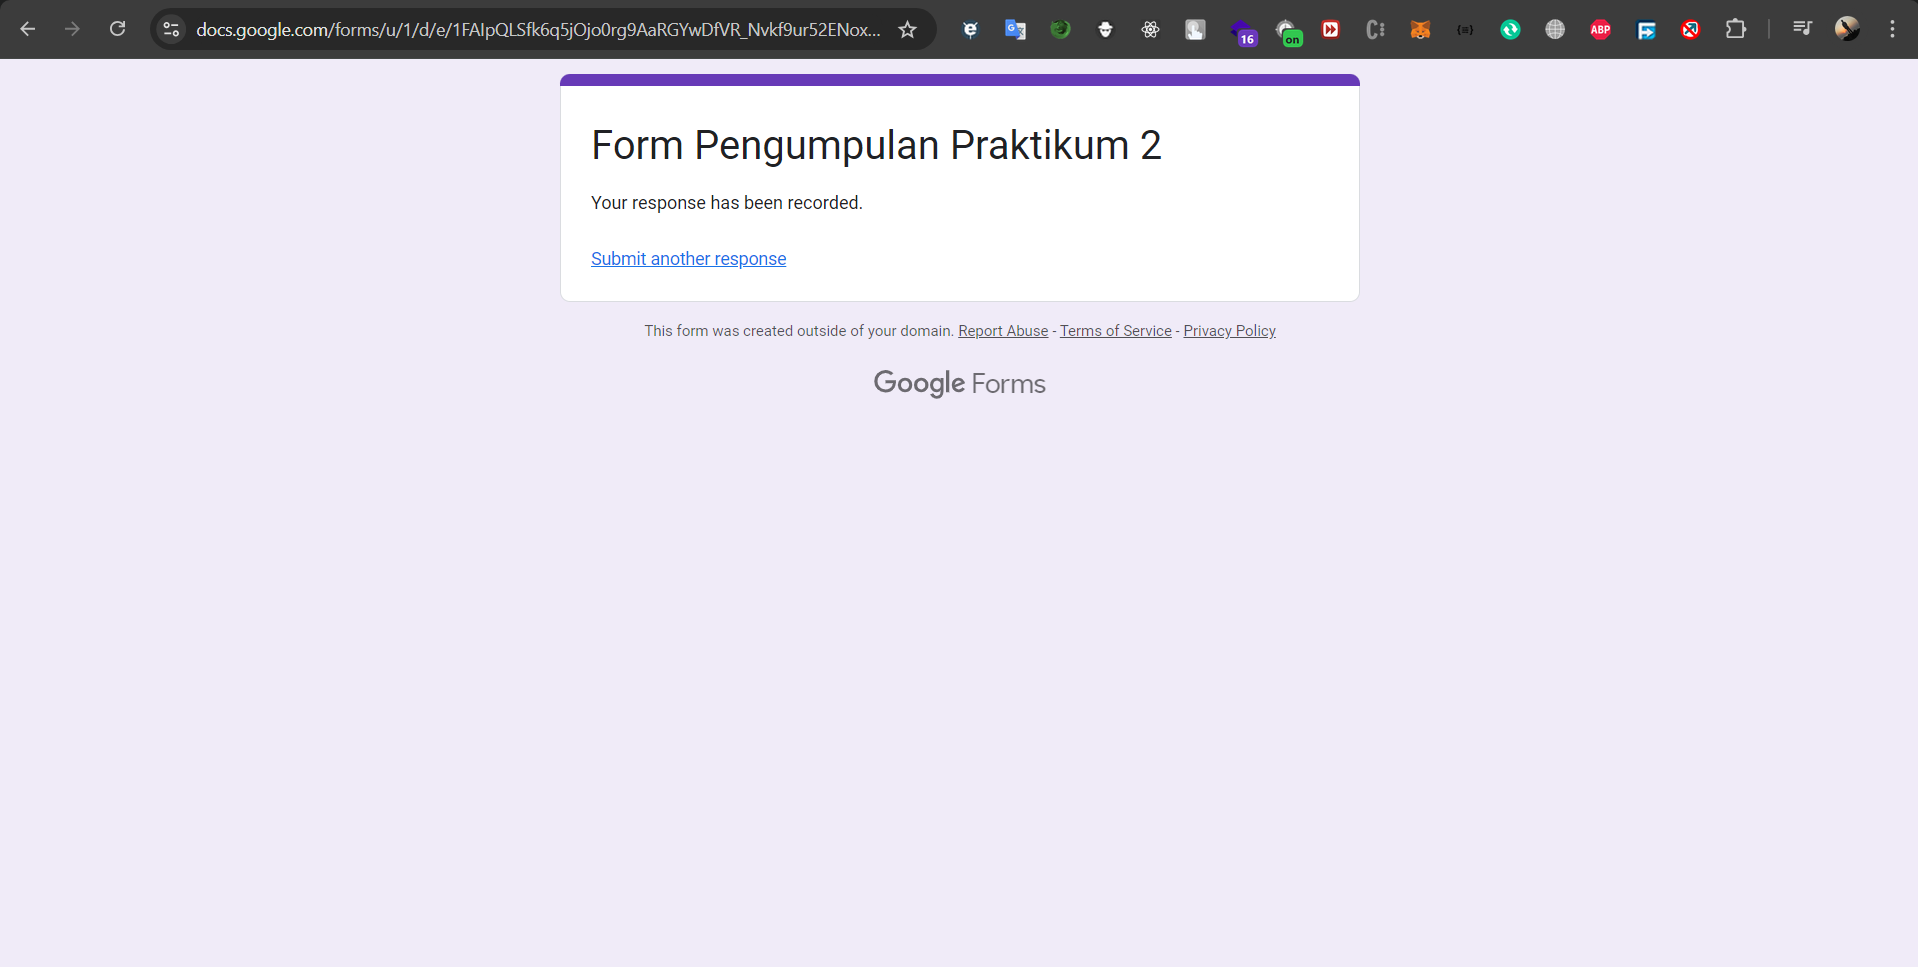 docs.google.com/forms/u/1/d/e/1FAIpQLSfk6q5jOjo0rg9AaRGYwDfVR_Nvkf9ur52ENox...
16
on
ABP
Form Pengumpulan Praktikum 2
Your response has been recorded.
Submit another response
This form was created outside of your domain. Report Abuse - Terms of Service - Privacy Policy
Google Forms